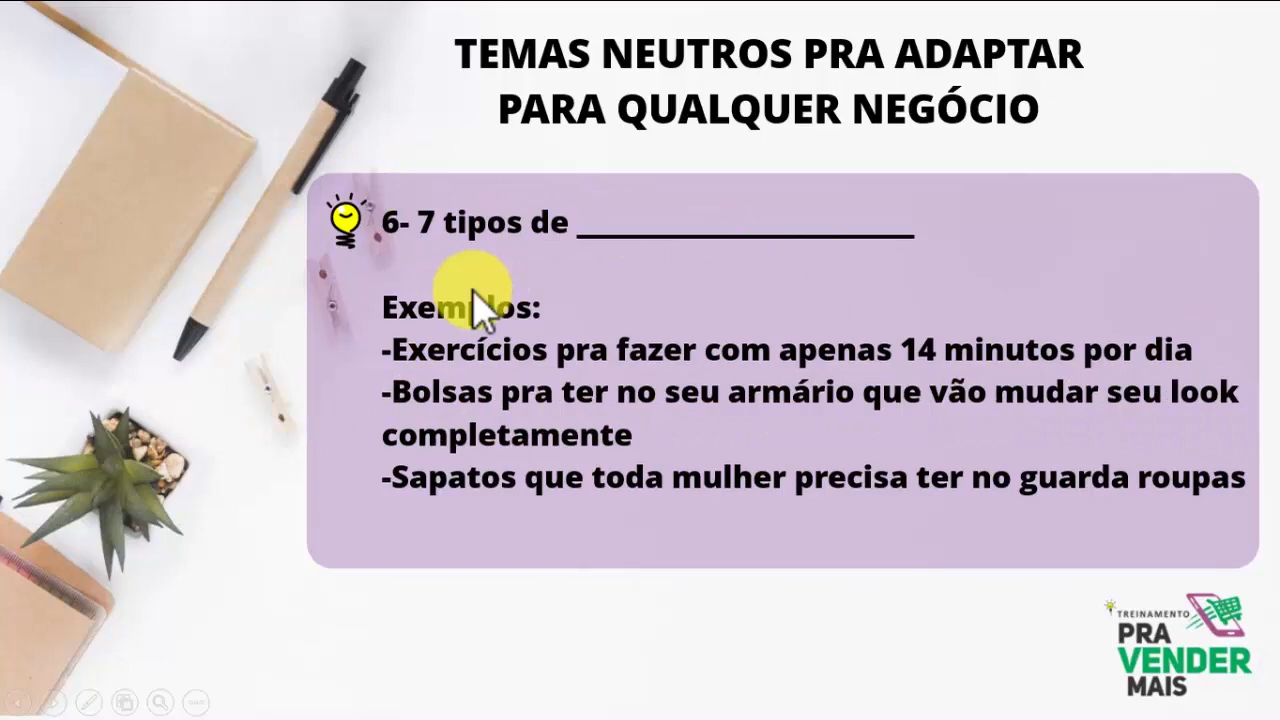 TEMAS NEUTROS PRA ADAPTAR
PARA QUALQUER NEGÓCIO
6- 7 tipos de ____________________
Exemplos:
-Exercícios pra fazer com apenas 14 minutos por dia
-Bolsas pra ter no seu armário que vão mudar seu look
completamente
-Sapatos que toda mulher precisa ter no guarda roupas
TREINAMENTO
PRA
VENDER
MAIS